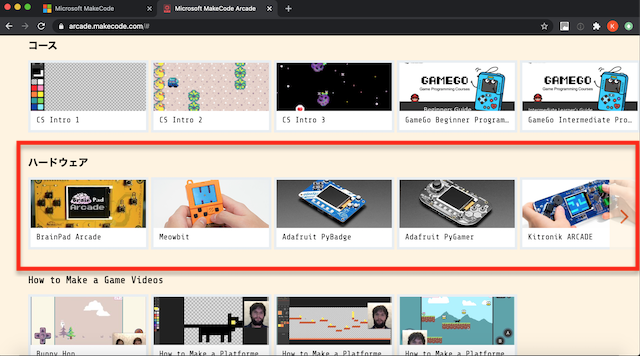 Microsoft MakeCode
Microsoft MakeCode Arcade
arcade.makecode.com/#
K
コース
GAMEGO
Game Programming Courses
Beginners Guide
GAMEGO
Game Programming Courses
CS Intro 1
CS Intro 2
CS Intro 3
GameGo Beginner Program…
GameGo Intermediate Pro…
ハードウェア
Brain Pad
Arcade
BrainPad Arcade
Meowbit
Adafruit PyBadge
Adafruit PyGamer
Kitronik ARCADE
How to Make a Game Videos
Bunny Hop
How to Make a Platforme
How to Make a Platforme
How to Make a Platforme